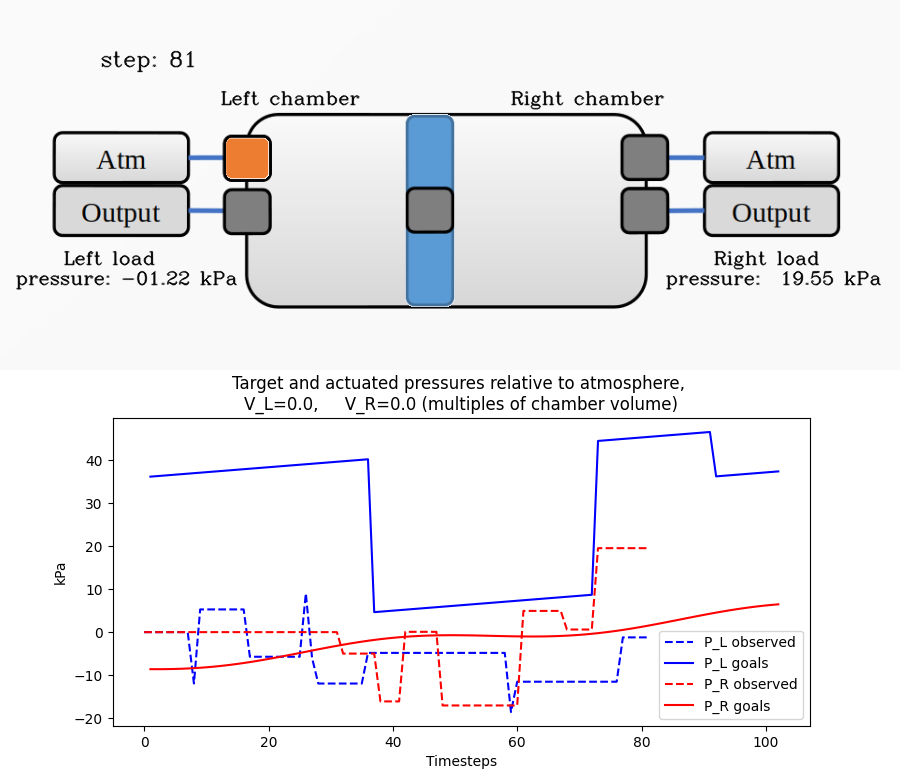 step: 81
Left chamber
Right chamber
Atm
Atm
Output
Output
Left load
pressure: -01.22 kPa
Right load
pressure:  19.55 kPa
Target and actuated pressures relative to atmosphere,
V_L=0.0,     V_R=0.0 (multiples of chamber volume)
kPa
40
30
20
10
0
−10
−20
P_L observed
P_L goals
P_R observed
P_R goals
0
20
40
60
80
100
Timesteps